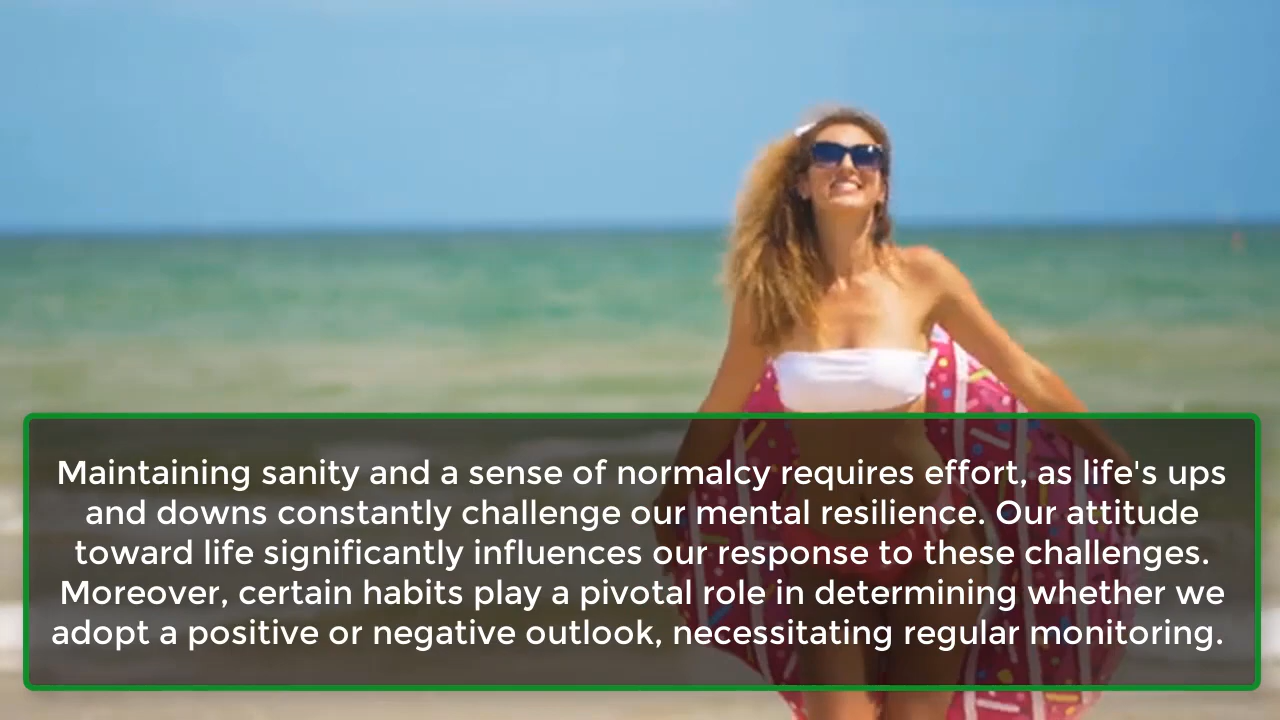 Maintaining sanity and a sense of normalcy requires effort, as life's ups
and downs constantly challenge our mental resilience. Our attitude
toward life significantly influences our response to these challenges.
Moreover, certain habits play a pivotal role in determining whether we
adopt a positive or negative outlook, necessitating regular monitoring.